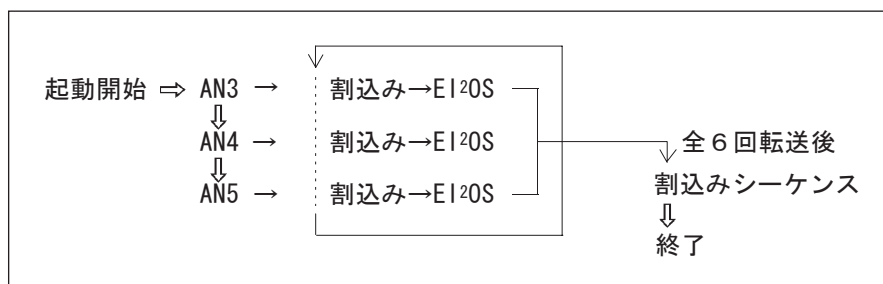 起動開始 ⇨ AN3 → 割込み→EI²OS
⇩
AN4 → 割込み→EI²OS
⇩
AN5 → 割込み→EI²OS
全6回転送後
割込みシーケンス
⇩
終了